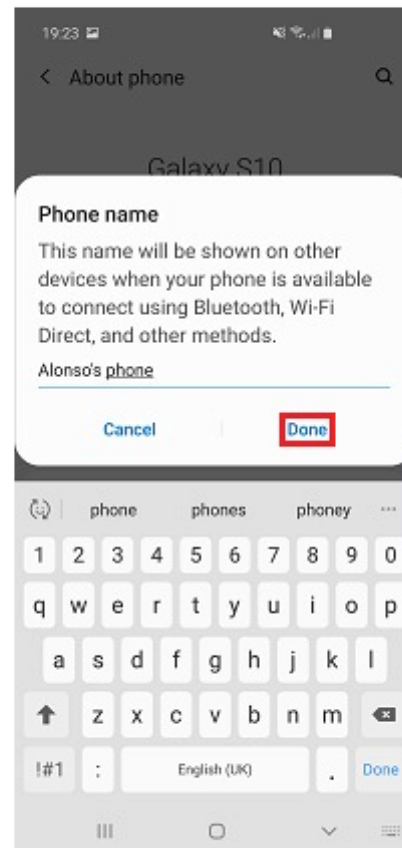 19:23
About phone
Galaxy S10
Phone name
This name will be shown on other
devices when your phone is available
to connect using Bluetooth, Wi-Fi
Direct, and other methods.
Alonso's phone
Cancel Done
phone phones phoney ...
1 2 3 4 5 6 7 8 9 0
q w e r t y u i o p
a s d f g h j k l
z x c v b n m
!#1 : English (UK) . Done